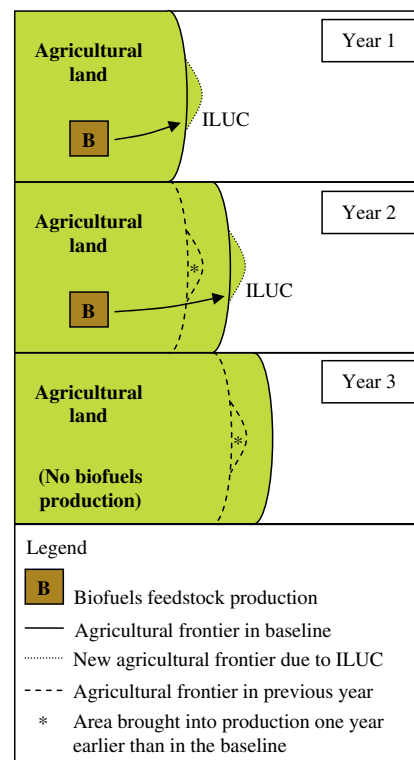 Year 1
Agricultural
land
B
ILUC
Year 2
Agricultural
land
*
B
ILUC
Year 3
Agricultural
land
*
(No biofuels
production)
Legend
B Biofuels feedstock production
Agricultural frontier in baseline
New agricultural frontier due to ILUC
Agricultural frontier in previous year
* Area brought into production one year
earlier than in the baseline